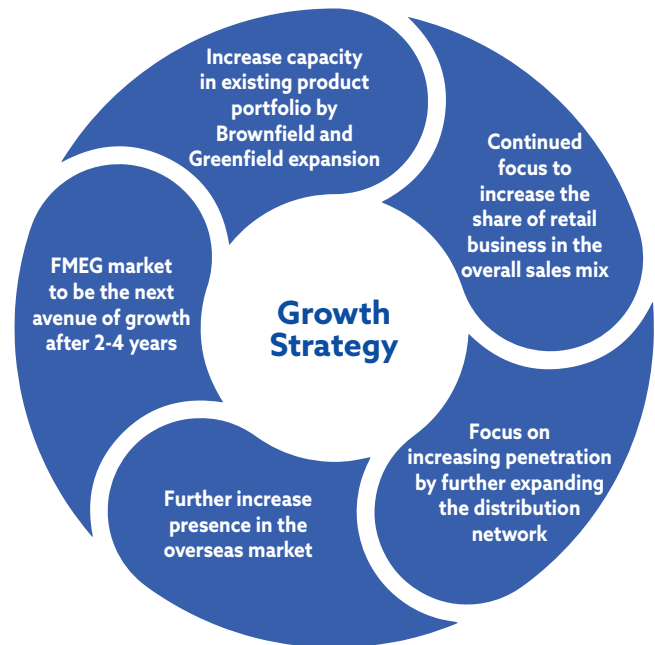 Increase capacity
in existing product
portfolio by
Brownfield and
Greenfield expansion
Continued
focus to
increase the
share of retail
business in the
overall sales mix
Focus on
increasing penetration
by further expanding
the distribution
network
Further increase
presence in the
overseas market
FMEG market
to be the next
avenue of growth
after 2-4 years
Growth
Strategy